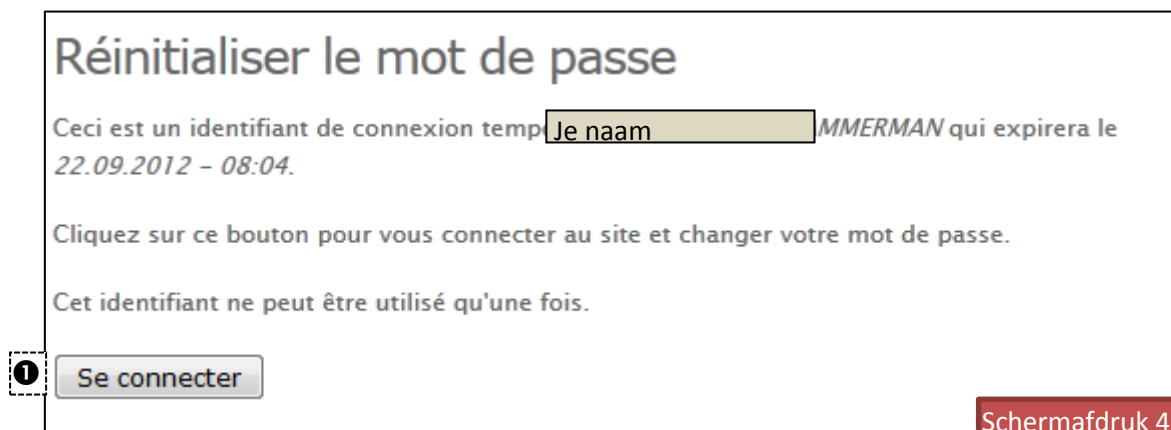 Réinitialiser le mot de passe
Ceci est un identifiant de connexion temp Je naam MMERMAN qui expirera le
22.09.2012 – 08:04.
Cliquez sur ce bouton pour vous connecter au site et changer votre mot de passe.
Cet identifiant ne peut être utilisé qu'une fois.
❶ Se connecter
Schermafdruk 4